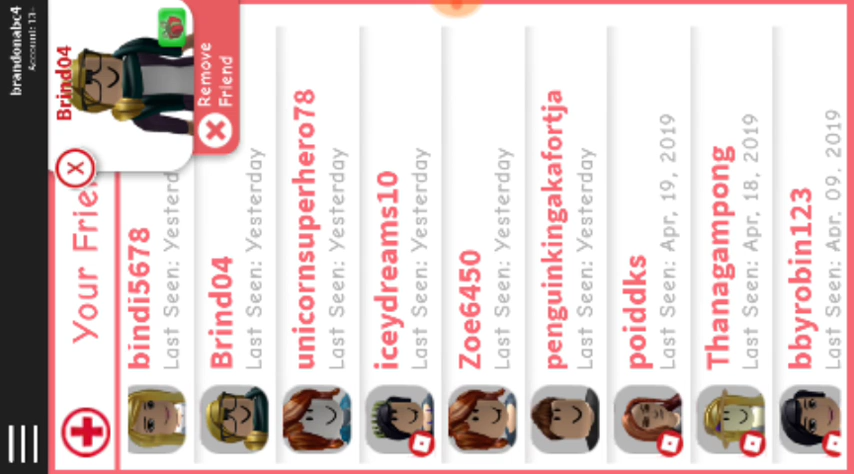 brandonabc4
Account: 13-
Brind04
Remove
Friend
X
Your Frie
bindi5678
Last Seen: Yesterd
Brind04
Last Seen: Yesterday
unicornsuperhero78
Last Seen: Yesterday
iceydreams10
Last Seen: Yesterday
Zoe6450
Last Seen: Yesterday
penguinkingakafortja
Last Seen: Yesterday
poiddks
Last Seen: Apr, 19, 2019
Thanagampong
Last Seen: Apr, 18, 2019
bbyrobin123
Last Seen: Apr, 09, 2019